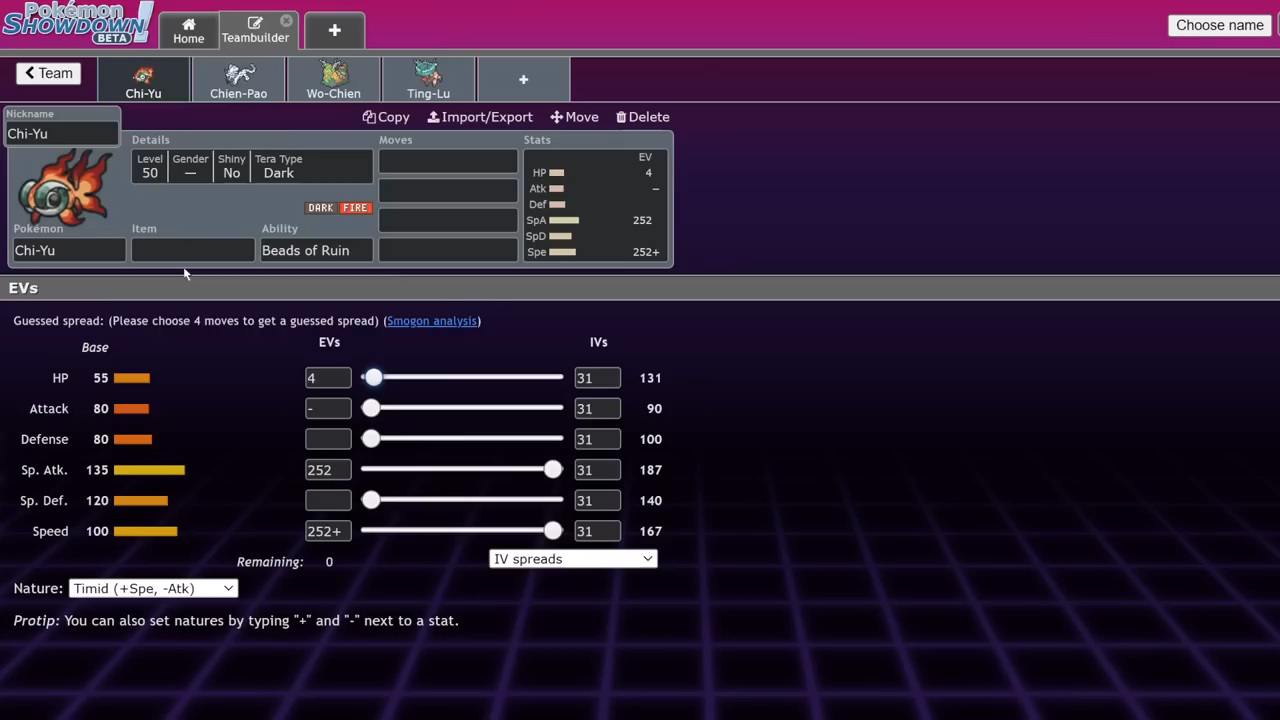 Pokémon
SHOWDOWN!
BETA
Home
Teambuilder
+
Choose name
Team
Chi-Yu
Chien-Pao
Wo-Chien
Ting-Lu
+
Nickname
Chi-Yu
Copy
Import/Export
Move
Delete
Details
Level
50
Gender
—
Shiny
No
Tera Type
Dark
DARK FIRE
Pokémon
Chi-Yu
Item
Ability
Beads of Ruin
Moves
Stats
EV
HP 4
Atk –
Def
SpA 252
SpD
Spe 252+
EVs
Guessed spread: (Please choose 4 moves to get a guessed spread) (Smogon analysis)
Base EVs IVs
HP 55 4 31 131
Attack 80 - 31 90
Defense 80 31 100
Sp. Atk. 135 252 31 187
Sp. Def. 120 31 140
Speed 100 252+ 31 167
Remaining: 0 IV spreads
Nature: Timid (+Spe, -Atk)
Protip: You can also set natures by typing "+" and "-" next to a stat.